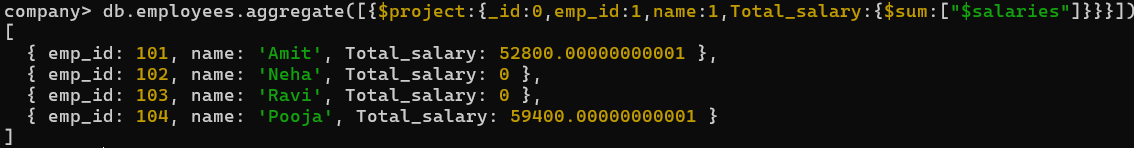 company> db.employees.aggregate([{$project:{_id:0,emp_id:1,name:1,Total_salary:{$sum:["$salaries"]}}}])
[
  { emp_id: 101, name: 'Amit', Total_salary: 52800.00000000001 },
  { emp_id: 102, name: 'Neha', Total_salary: 0 },
  { emp_id: 103, name: 'Ravi', Total_salary: 0 },
  { emp_id: 104, name: 'Pooja', Total_salary: 59400.00000000001 }
]